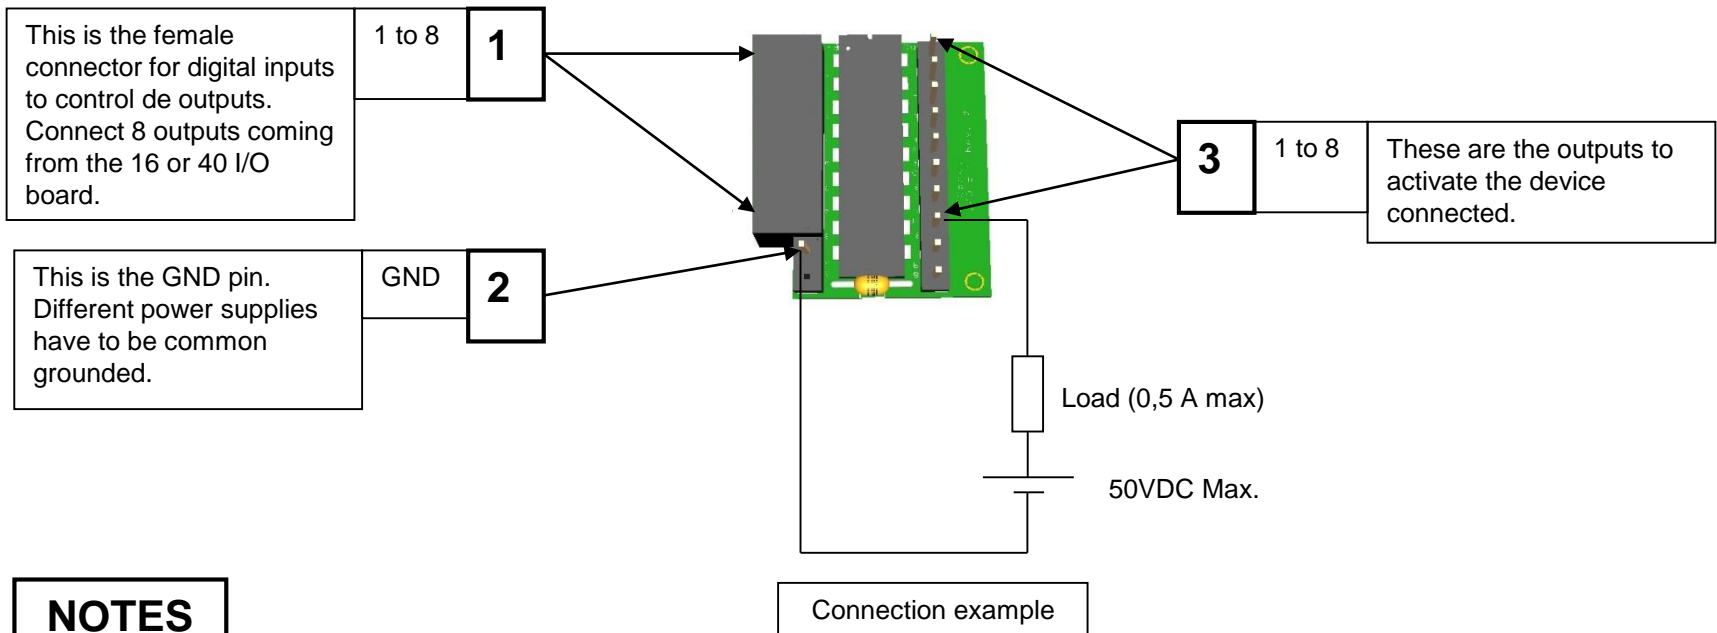 This is the female
connector for digital inputs
to control de outputs.
Connect 8 outputs coming
from the 16 or 40 I/O
board.
1 to 8
1
3
1 to 8
These are the outputs to
activate the device
connected.
This is the GND pin.
Different power supplies
have to be common
grounded.
GND
2
Load (0,5 A max)
50VDC Max.
NOTES
Connection example